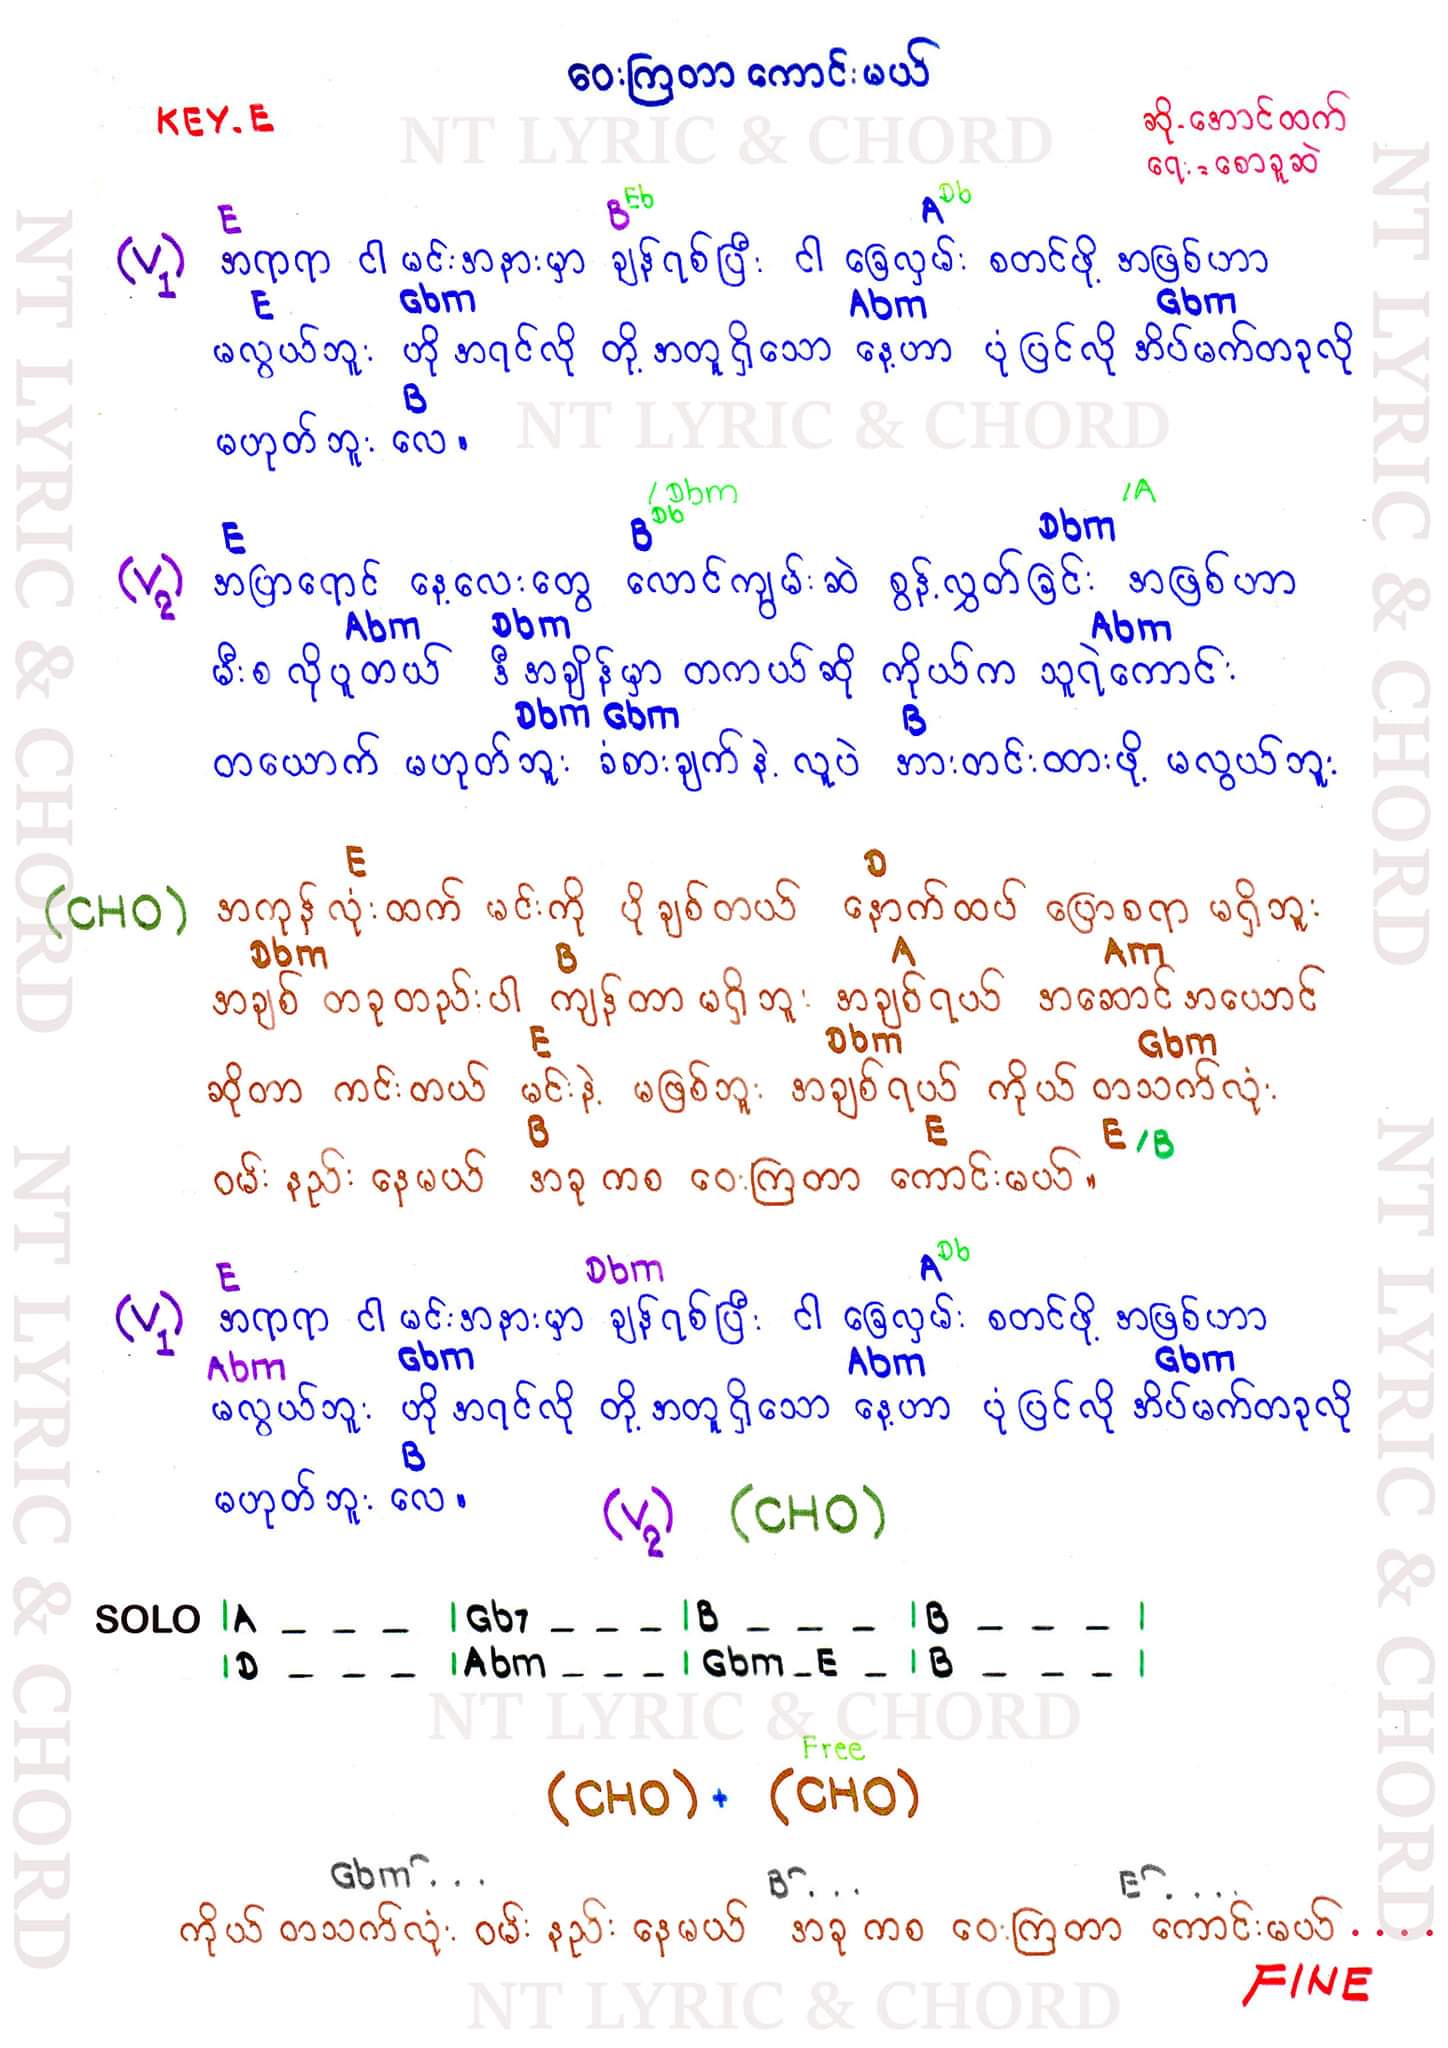 ဝေးကြတာ ကောင်းမယ်
KEY.E
NT LYRIC & CHORD
ဆို-အောင်ထက်
ရေး = စောခူဆဲ
E B Eb A Db
(V1) အရာရာ ငါ မင်းအနားမှာ ချန်ရစ်ပြီး ငါ ခြေလှမ်း စတင်ဖို့ အဖြစ်ဟာ
E Gbm Abm Gbm
မလွယ်ဘူး ဟိုအရင်လို တို့အတူရှိသော နေ့ဟာ ပုံပြင်လို အိပ်မက်တခုလို
B
မဟုတ်ဘူး လေ။
NT LYRIC & CHORD
E B Db /Dbm Dbm /A
(V2) အပြာရောင် နေ့လေးတွေ လောင်ကျွမ်းဆဲ စွန့်လွှတ်ခြင်း အဖြစ်ဟာ
Abm Dbm Abm
မီးစ လိုပူတယ် ဒီအချိန်မှာ တကယ်ဆို ကိုယ်က သူရဲကောင်း
Dbm Gbm B
တယောက် မဟုတ်ဘူး ခံစားချက်နဲ့ လူပဲ အားတင်းထားဖို့ မလွယ်ဘူး
E D
(CHO) အကုန်လုံးထက် မင်းကို ပိုချစ်တယ် နောက်ထပ် ပြောစရာ မရှိဘူး
Dbm B A Am
အချစ် တခုတည်းပါ ကျန်တာမရှိဘူး အချစ်ရယ် အဆောင်အယောင်
E Dbm Gbm
ဆိုတာ ကင်းတယ် မင်းနဲ့ မဖြစ်ဘူး အချစ်ရယ် ကိုယ် တသက်လုံး
B E E /B
ဝမ်းနည်း နေမယ် အခုကစ ဝေးကြတာ ကောင်းမယ်။
E Dbm A Db
(V1) အရာရာ ငါ မင်းအနားမှာ ချန်ရစ်ပြီး ငါ ခြေလှမ်း စတင်ဖို့ အဖြစ်ဟာ
Abm Gbm Abm Gbm
မလွယ်ဘူး ဟိုအရင်လို တို့အတူရှိသော နေ့ဟာ ပုံပြင်လို အိပ်မက်တခုလို
B
မဟုတ်ဘူး လေ။ (V2) (CHO)
SOLO |A _ _ _ |Gb7 _ _ _ |B _ _ _ |B _ _ _ |
|D _ _ _ |Abm _ _ _ |Gbm _ E _ |B _ _ _ |
NT LYRIC & CHORD
Free
(CHO) + (CHO)
Gbm ... B ... E ....
ကိုယ် တသက်လုံး ဝမ်းနည်း နေမယ် အခုကစ ဝေးကြတာ ကောင်းမယ် ....
FINE
NT LYRIC & CHORD
NT LYRIC & CHORD
NT LYRIC & CHORD
NT LYRIC & CHORD
NT LYRIC & CHORD